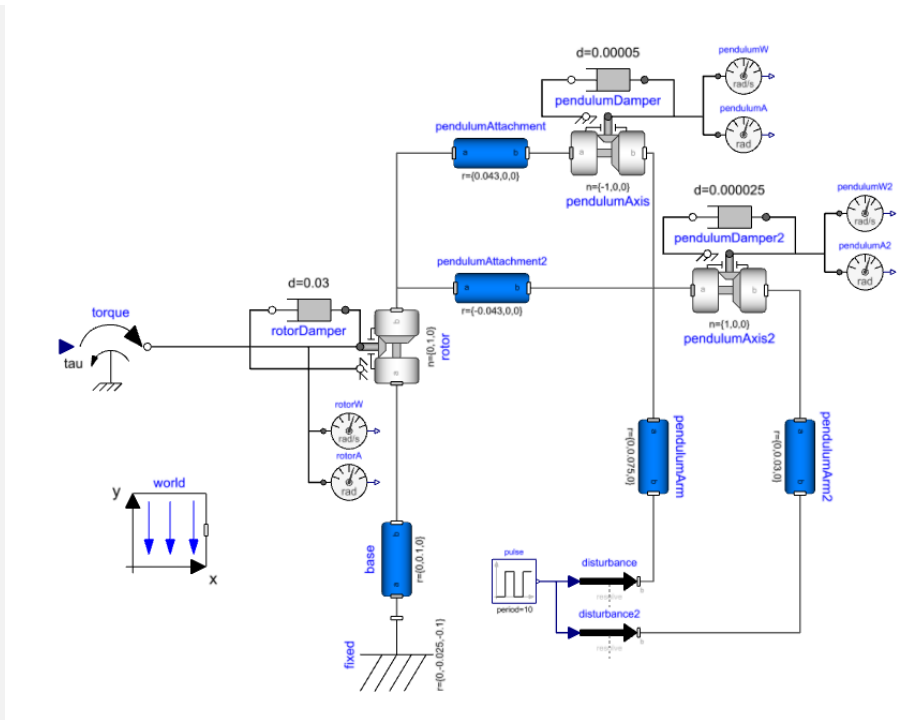 d=0.00005
pendulumW
rad/s
pendulumDamper
pendulumA
rad
pendulumAttachment
a
b
a
b
r={0.043,0,0}
n={-1,0,0}
pendulumAxis
d=0.000025
pendulumW2
rad/s
pendulumDamper2
pendulumA2
rad
pendulumAttachment2
a
b
a
b
r={-0.043,0,0}
n={1,0,0}
pendulumAxis2
d=0.03
torque
rotorDamper
tau
n={0,1,0}
rotor
rotorW
rad/s
rotorA
rad
r={0,0.075,0}
pendulumArm
r={0,0.03,0}
pendulumArm2
y
world
x
base
r={0,0.1,0}
pulse
period=10
disturbance
resolve
disturbance2
resolve
fixed
r={0,-0.025,-0.1}